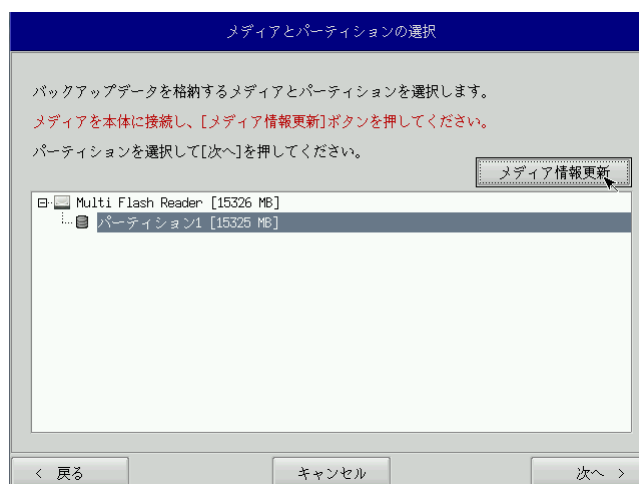 メディアとパーティションの選択
バックアップデータを格納するメディアとパーティションを選択します。
メディアを本体に接続し、[メディア情報更新]ボタンを押してください。
パーティションを選択して[次へ]を押してください。
メディア情報更新
Multi Flash Reader [15326 MB]
パーティション1 [15325 MB]
< 戻る
キャンセル
次へ >